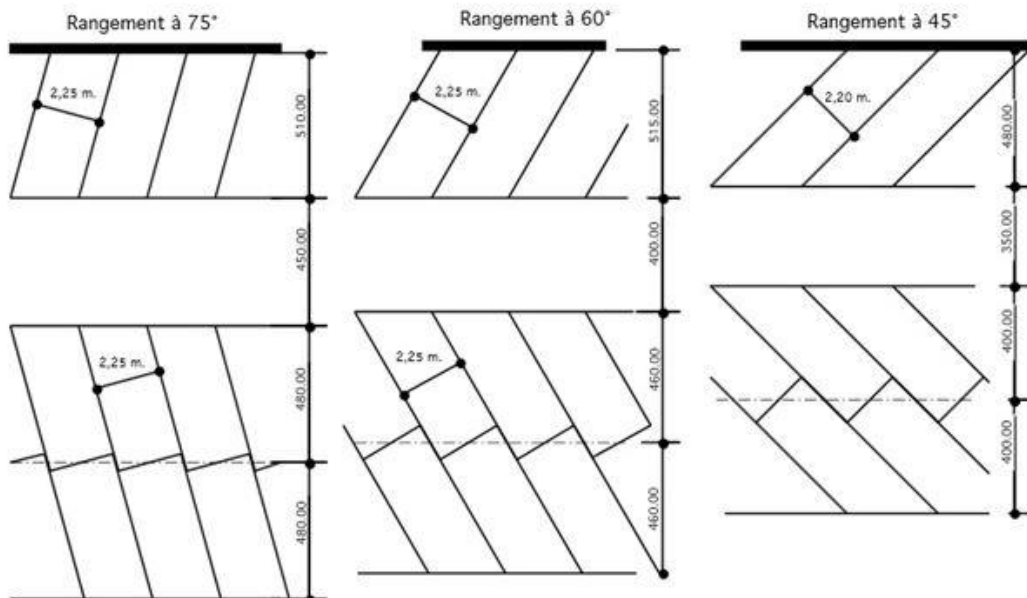 Rangement à 75°
2,25 m.
510.00
450.00
2,25 m.
480.00
480.00
Rangement à 60°
2,25 m.
515.00
400.00
2,25 m.
460.00
460.00
Rangement à 45°
2,20 m.
480.00
350.00
400.00
400.00